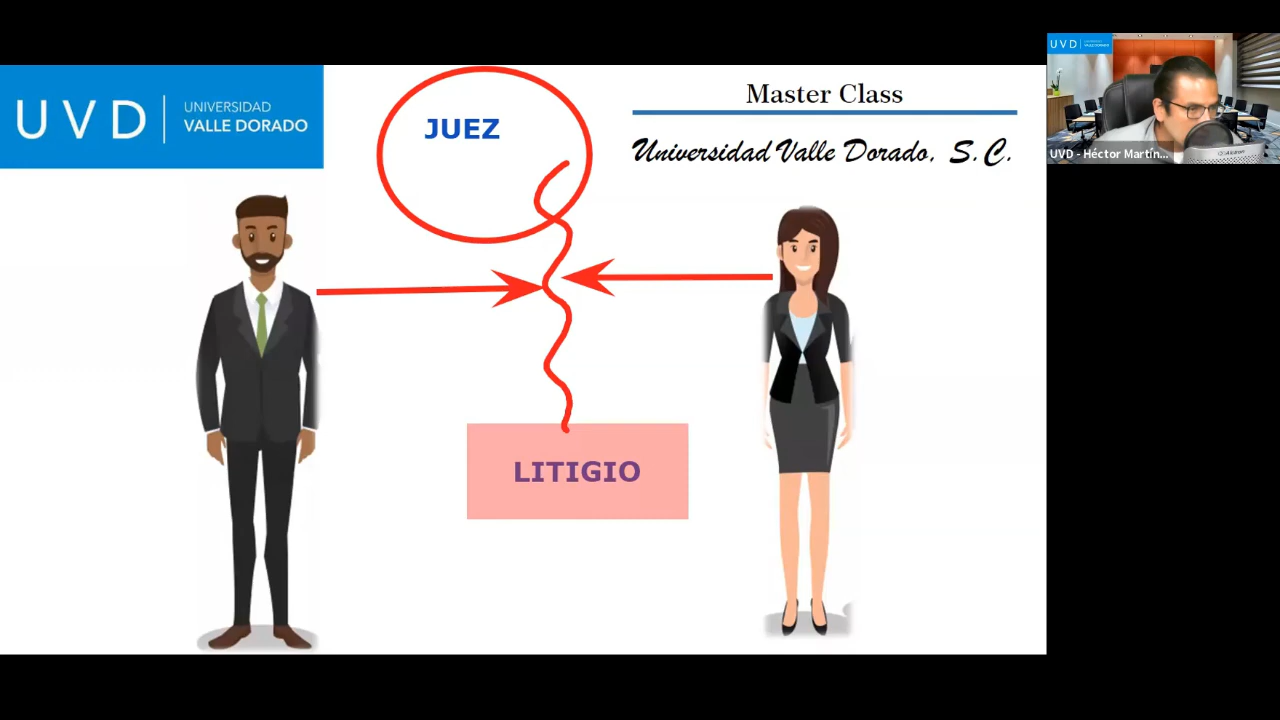 UVD
UNIVERSIDAD
VALLE DORADO
JUEZ
Master Class
Universidad Valle Dorado, S.C.
LITIGIO
UVD
UVD - Héctor Martín...